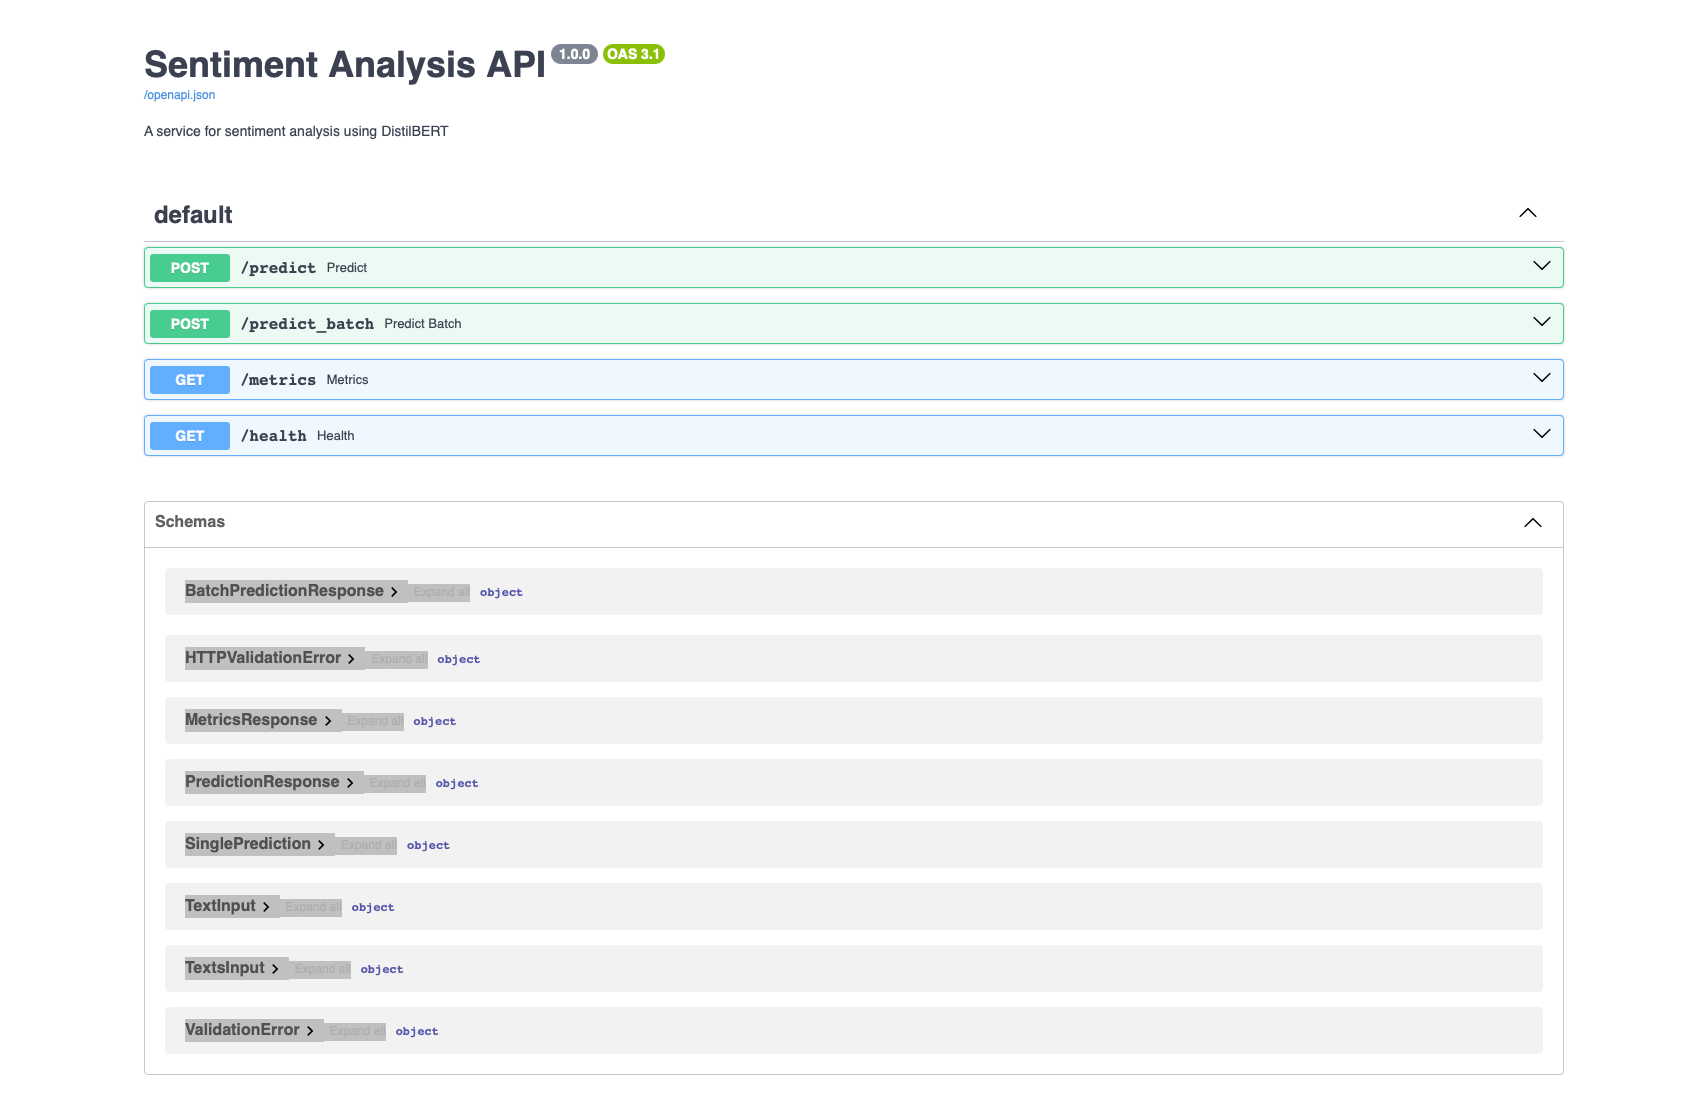 Sentiment Analysis API 1.0.0 OAS 3.1
/openapi.json
A service for sentiment analysis using DistilBERT
default
POST /predict Predict
POST /predict_batch Predict Batch
GET /metrics Metrics
GET /health Health
Schemas
BatchPredictionResponse Expand all object
HTTPValidationError Expand all object
MetricsResponse Expand all object
PredictionResponse Expand all object
SinglePrediction Expand all object
TextInput Expand all object
TextsInput Expand all object
ValidationError Expand all object